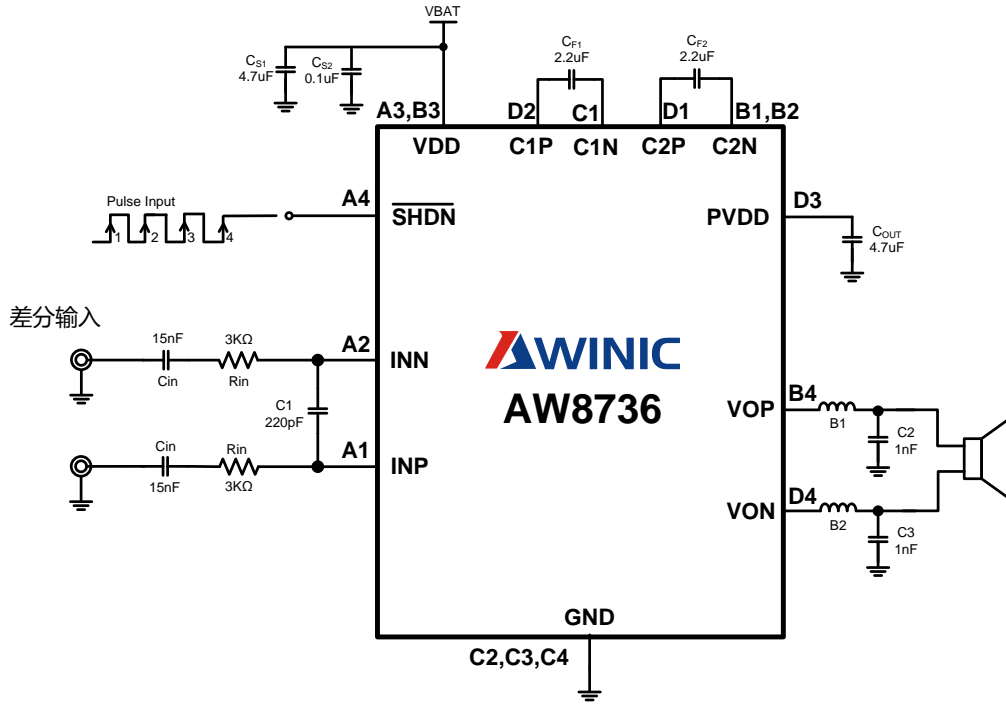 VBAT
CS1
4.7uF
CS2
0.1uF
CF1
2.2uF
CF2
2.2uF
A3,B3
D2
C1
D1
B1,B2
VDD
C1P
C1N
C2P
C2N
Pulse Input
1
2
3
4
A4
SHDN
PVDD
D3
COUT
4.7uF
差分输入
15nF
Cin
3KΩ
Rin
A2
INN
C1
220pF
Cin
15nF
Rin
3KΩ
A1
INP
AWINIC
AW8736
VOP
B4
B1
C2
1nF
VON
D4
B2
C3
1nF
GND
C2,C3,C4